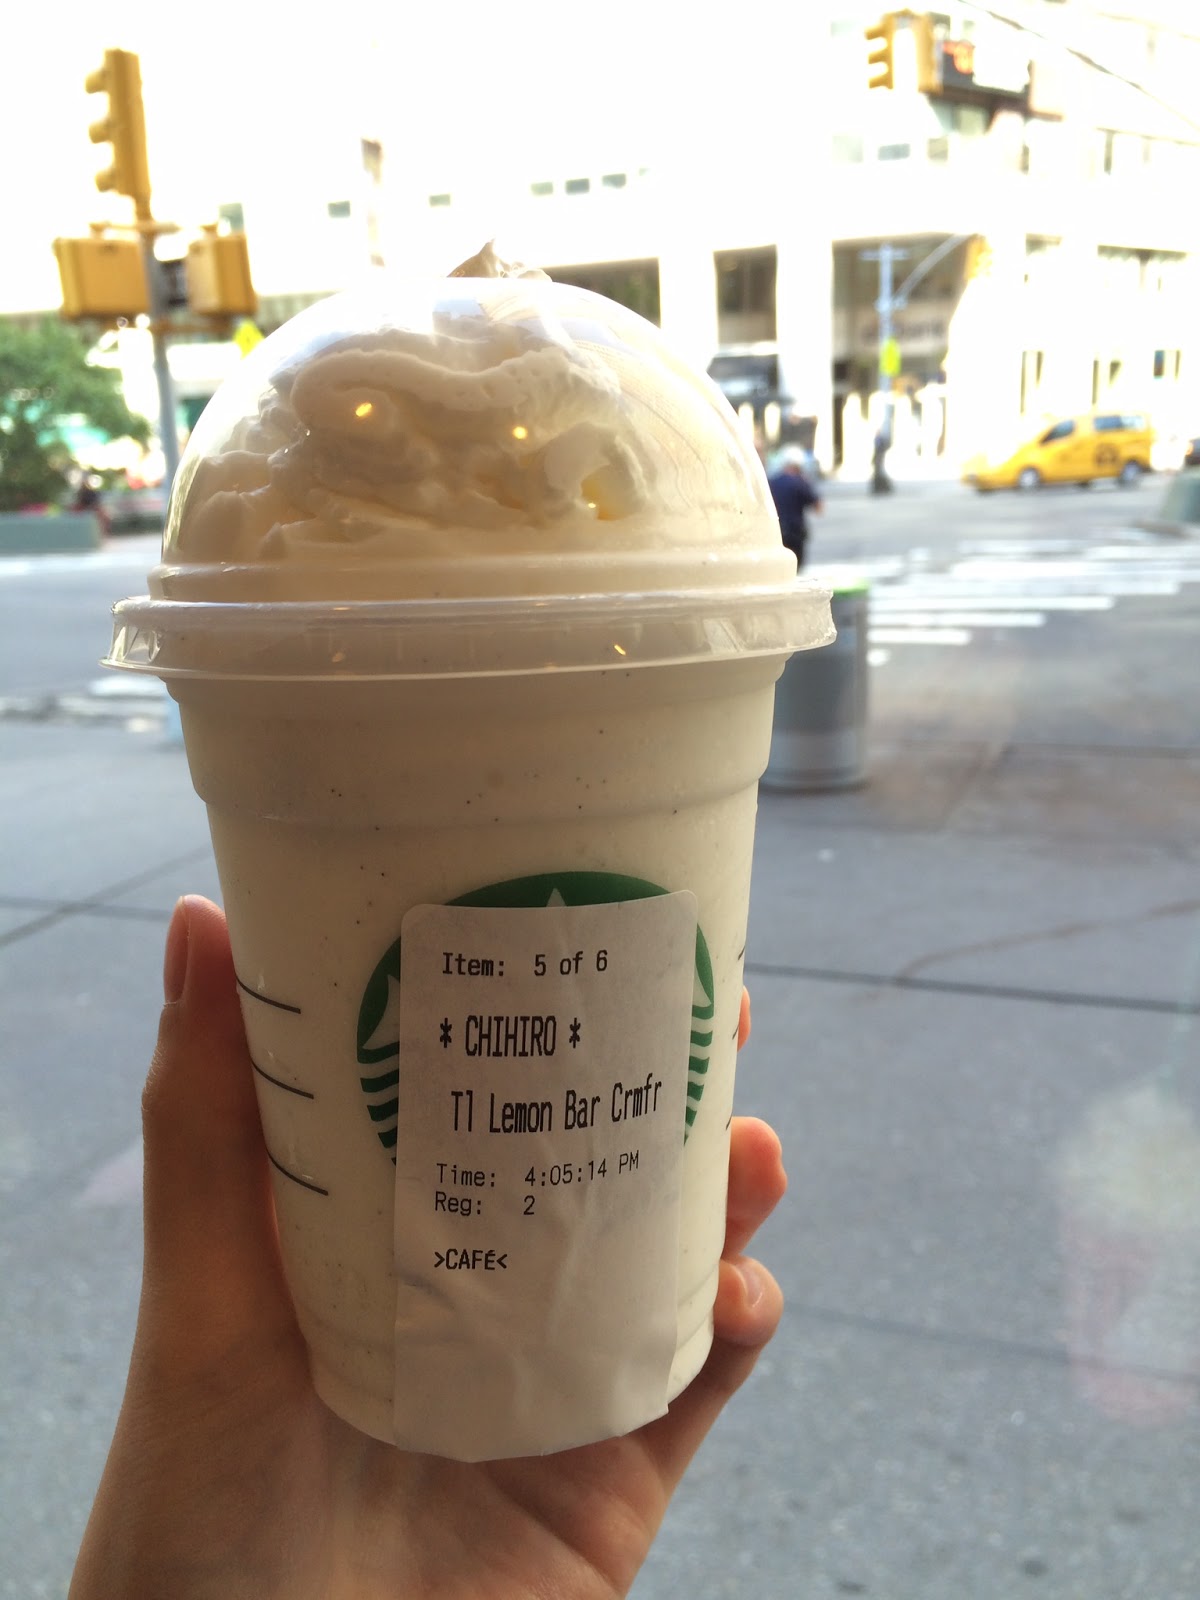 Item: 5 of 6
* CHIHIRO *
Tl Lemon Bar Crmfr
Time: 4:05:14 PM
Reg: 2
>CAFÉ<